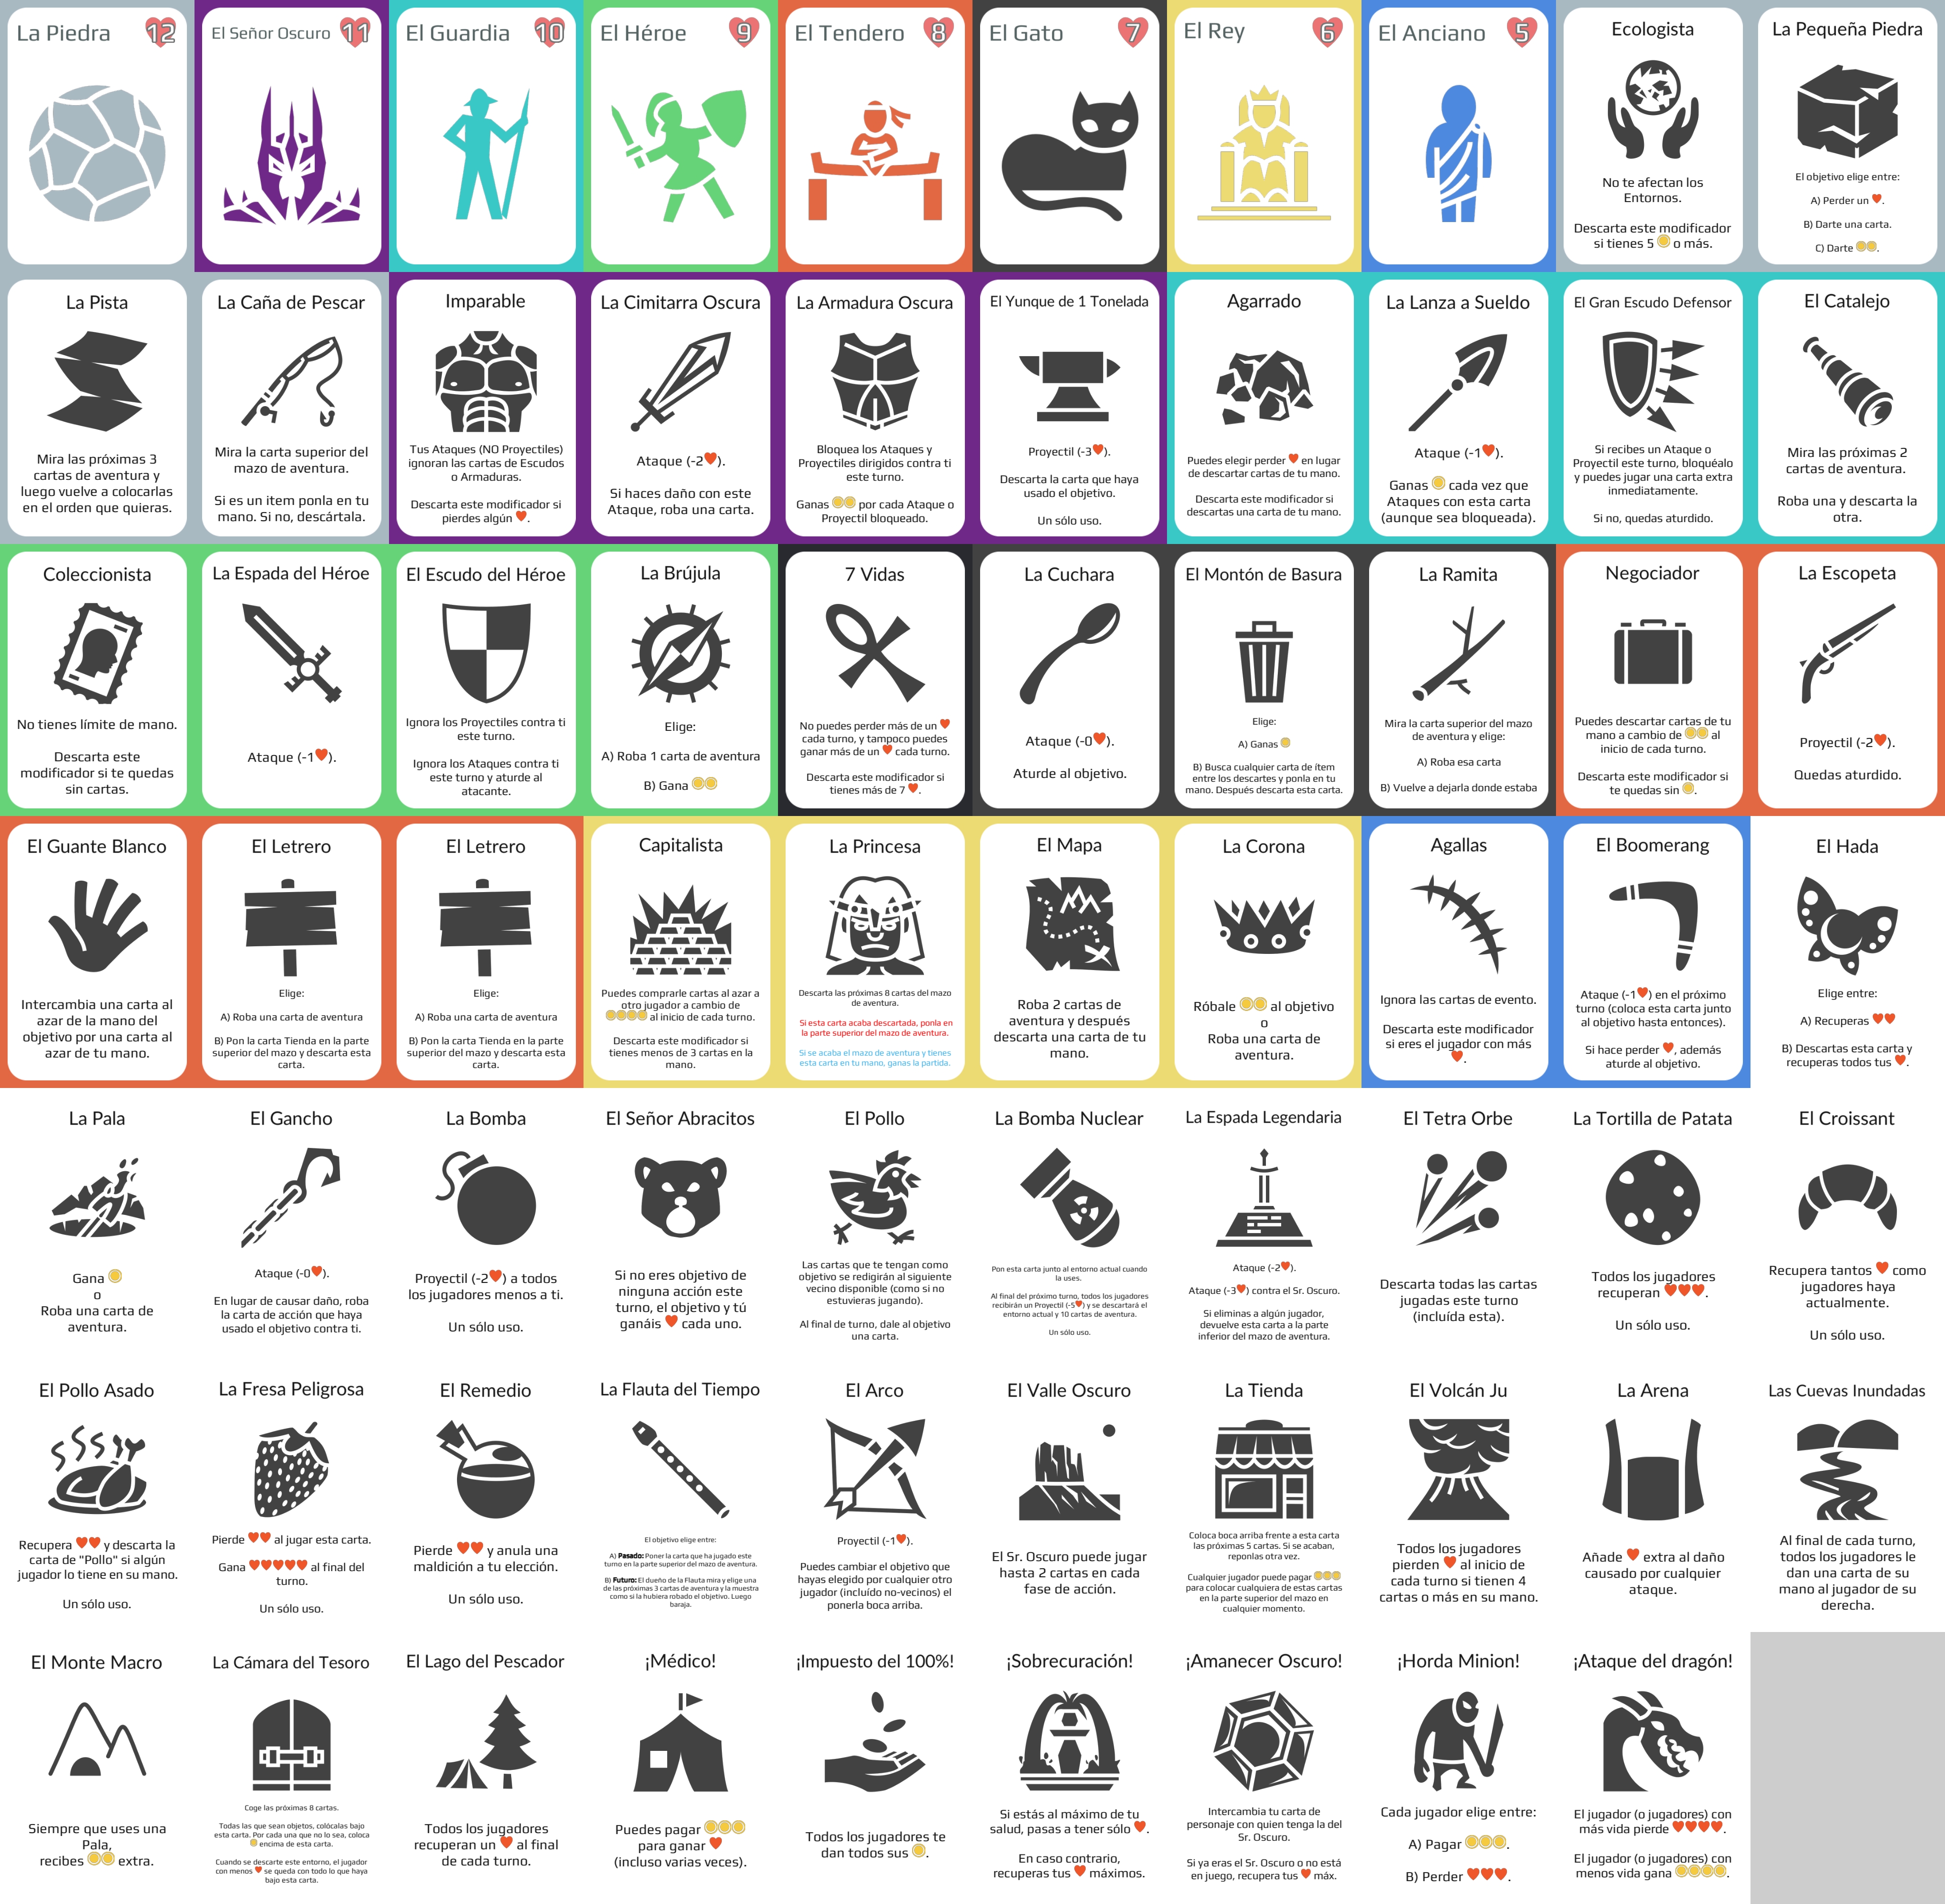 La Piedra 12
El Señor Oscuro 11
El Guardia 10
El Héroe 9
El Tendero 8
El Gato 7
El Rey 6
El Anciano 5
Ecologista
No te afectan los
Entornos.
Descarta este modificador
si tienes 5 o más.
La Pequeña Piedra
El objetivo elige entre:
A) Perder un .
B) Darte una carta.
C) Darte .
La Pista
Mira las próximas 3
cartas de aventura y
luego vuelve a colocarlas
en el orden que quieras.
La Caña de Pescar
Mira la carta superior del
mazo de aventura.
Si es un item ponla en tu
mano. Si no, descártala.
Imparable
Tus Ataques (NO Proyectiles)
ignoran las cartas de Escudos
o Armaduras.
Descarta este modificador si
pierdes algún .
La Cimitarra Oscura
Ataque (-2).
Si haces daño con este
Ataque, roba una carta.
La Armadura Oscura
Bloquea los Ataques y
Proyectiles dirigidos contra ti
este turno.
Ganas por cada Ataque o
Proyectil bloqueado.
El Yunque de 1 Tonelada
Proyectil (-3).
Descarta la carta que haya
usado el objetivo.
Un sólo uso.
Agarrado
Puedes elegir perder en lugar
de descartar cartas de tu mano.
Descarta este modificador si
descartas una carta de tu mano.
La Lanza a Sueldo
Ataque (-1).
Ganas cada vez que
Ataques con esta carta
(aunque sea bloqueada).
El Gran Escudo Defensor
Si recibes un Ataque o
Proyectil este turno, bloquéalo
y puedes jugar una carta extra
inmediatamente.
Si no, quedas aturdido.
El Catalejo
Mira las próximas 2
cartas de aventura.
Roba una y descarta la
otra.
Coleccionista
No tienes límite de mano.
Descarta este
modificador si te quedas
sin cartas.
La Espada del Héroe
Ataque (-1).
El Escudo del Héroe
Ignora los Proyectiles contra ti
este turno.
Ignora los Ataques contra ti
este turno y aturde al
atacante.
La Brújula
Elige:
A) Roba 1 carta de aventura
B) Gana
7 Vidas
No puedes perder más de un
cada turno, y tampoco puedes
ganar más de un cada turno.
Descarta este modificador si
tienes más de 7 .
La Cuchara
Ataque (-0).
Aturde al objetivo.
El Montón de Basura
Elige:
A) Ganas
B) Busca cualquier carta de ítem
entre los descartes y ponla en tu
mano. Después descarta esta carta.
La Ramita
Mira la carta superior del mazo
de aventura y elige:
A) Roba esa carta
B) Vuelve a dejarla donde estaba
Negociador
Puedes descartar cartas de tu
mano a cambio de al
inicio de cada turno.
Descarta este modificador si
te quedas sin .
La Escopeta
Proyectil (-2).
Quedas aturdido.
El Guante Blanco
Intercambia una carta al
azar de la mano del
objetivo por una carta al
azar de tu mano.
El Letrero
Elige:
A) Roba una carta de aventura
B) Pon la carta Tienda en la parte
superior del mazo y descarta esta
carta.
El Letrero
Elige:
A) Roba una carta de aventura
B) Pon la carta Tienda en la parte
superior del mazo y descarta esta
carta.
Capitalista
Puedes comprarle cartas al azar a
otro jugador a cambio de
al inicio de cada turno.
Descarta este modificador si
tienes menos de 3 cartas en la
mano.
La Princesa
Descarta las próximas 8 cartas del mazo
de aventura.
Si esta carta acaba descartada, ponla en
la parte superior del mazo de aventura.
Si se acaba el mazo de aventura y tienes
esta carta en tu mano, ganas la partida.
El Mapa
Roba 2 cartas de
aventura y después
descarta una carta de tu
mano.
La Corona
Róbale al objetivo
o
Roba una carta de
aventura.
Agallas
Ignora las cartas de evento.
Descarta este modificador
si eres el jugador con más
.
El Boomerang
Ataque (-1) en el próximo
turno (coloca esta carta junto
al objetivo hasta entonces).
Si hace perder , además
aturde al objetivo.
El Hada
Elige entre:
A) Recuperas
B) Descartas esta carta y
recuperas todos tus .
La Pala
Gana
o
Roba una carta de
aventura.
El Gancho
Ataque (-0).
En lugar de causar daño, roba
la carta de acción que haya
usado el objetivo contra ti.
La Bomba
Proyectil (-2) a todos
los jugadores menos a ti.
Un sólo uso.
El Señor Abracitos
Si no eres objetivo de
ninguna acción este
turno, el objetivo y tú
ganáis cada uno.
El Pollo
Las cartas que te tengan como
objetivo se redirigirán al siguiente
vecino disponible (como si no
estuvieras jugando).
Al final de turno, dale al objetivo
una carta.
La Bomba Nuclear
Pon esta carta junto al entorno actual cuando
la uses.
Al final del próximo turno, todos los jugadores
recibirán un Proyectil (-5) y se descartará el
entorno actual y 10 cartas de aventura.
Un sólo uso.
La Espada Legendaria
Ataque (-2).
Ataque (-3) contra el Sr. Oscuro.
Si eliminas a algún jugador,
devuelve esta carta a la parte
inferior del mazo de aventura.
El Tetra Orbe
Descarta todas las cartas
jugadas este turno
(incluída esta).
La Tortilla de Patata
Todos los jugadores
recuperan .
Un sólo uso.
El Croissant
Recupera tantos como
jugadores haya
actualmente.
Un sólo uso.
El Pollo Asado
Recupera y descarta la
carta de "Pollo" si algún
jugador lo tiene en su mano.
Un sólo uso.
La Fresa Peligrosa
Pierde al jugar esta carta.
Gana al final del
turno.
Un sólo uso.
El Remedio
Pierde y anula una
maldición a tu elección.
Un sólo uso.
La Flauta del Tiempo
El objetivo elige entre:
A) Pasado: Poner la carta que ha jugado este
turno en la parte superior del mazo de aventura.
B) Futuro: El dueño de la Flauta mira y elige una
de las próximas 3 cartas de aventura y la muestra
como si la hubiera robado el objetivo. Luego
baraja.
El Arco
Proyectil (-1).
Puedes cambiar el objetivo que
hayas elegido por cualquier otro
jugador (incluído no-vecinos) el
ponerla boca arriba.
El Valle Oscuro
El Sr. Oscuro puede jugar
hasta 2 cartas en cada
fase de acción.
La Tienda
Coloca boca arriba frente a esta carta
las próximas 5 cartas. Si se acaban,
reponlas otra vez.
Cualquier jugador puede pagar
para colocar cualquiera de estas cartas
en la parte superior del mazo en
cualquier momento.
El Volcán Ju
Todos los jugadores
pierden al inicio de
cada turno si tienen 4
cartas o más en su mano.
La Arena
Añade extra al daño
causado por cualquier
ataque.
Las Cuevas Inundadas
Al final de cada turno,
todos los jugadores le
dan una carta de su
mano al jugador de su
derecha.
El Monte Macro
Siempre que uses una
Pala,
recibes extra.
La Cámara del Tesoro
Coge las próximas 8 cartas.
Todas las que sean objetos, colócalas bajo
esta carta. Por cada una que no lo sea, coloca
encima de esta carta.
Cuando se descarte este entorno, el jugador
con menos se queda con todo lo que haya
bajo esta carta.
El Lago del Pescador
Todos los jugadores
recuperan un al final
de cada turno.
¡Médico!
Puedes pagar
para ganar
(incluso varias veces).
¡Impuesto del 100%!
Todos los jugadores te
dan todos sus .
¡Sobrecuración!
Si estás al máximo de tu
salud, pasas a tener sólo .
En caso contrario,
recuperas tus máximos.
¡Amanecer Oscuro!
Intercambia tu carta de
personaje con quien tenga la del
Sr. Oscuro.
Si ya eras el Sr. Oscuro o no está
en juego, recupera tus máx.
¡Horda Minion!
Cada jugador elige entre:
A) Pagar .
B) Perder .
¡Ataque del dragón!
El jugador (o jugadores) con
más vida pierde .
El jugador (o jugadores) con
menos vida gana .